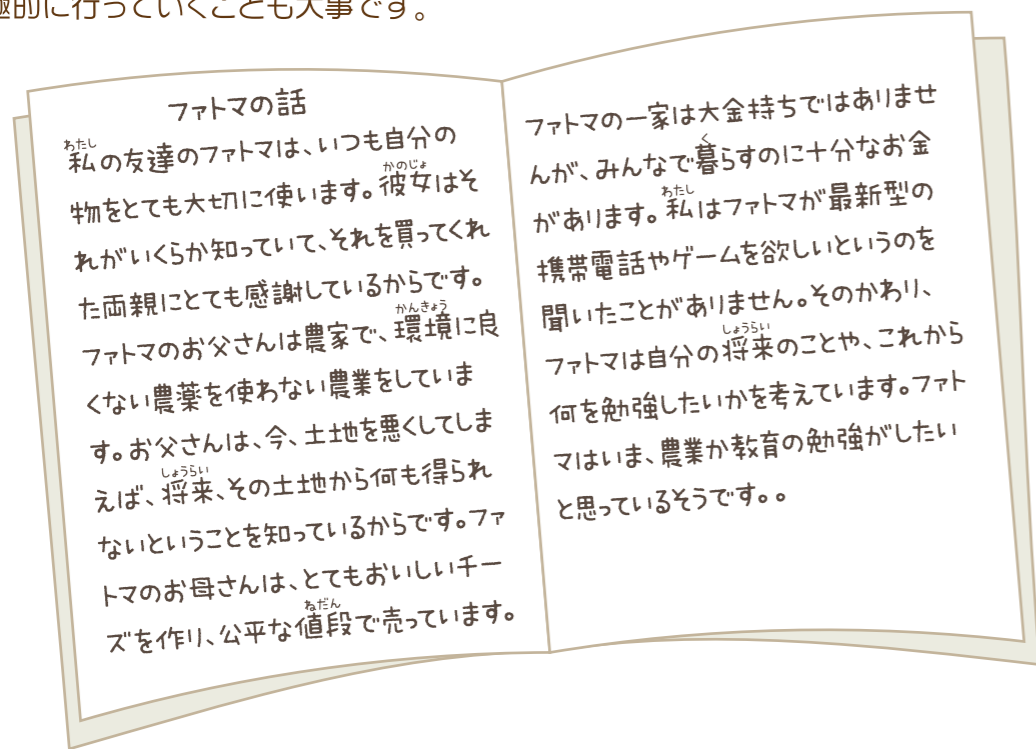 極的に行っていくことも大事です。
ファトマの話
私の友達のファトマは、いつも自分の
物をとても大切に使います。彼女はそ
れがいくらか知っていて、それを買ってくれ
た両親にとても感謝しているからです。
ファトマのお父さんは農家で、環境に良
くない農薬を使わない農業をしていま
す。お父さんは、今、土地を悪くしてしま
えば、将来、その土地から何も得られ
ないということを知っているからです。ファ
トマのお母さんは、とてもおいしいチー
ズを作り、公平な値段で売っています。
ファトマの一家は大金持ちではありませ
んが、みんなで暮らすのに十分なお金
があります。私はファトマが最新型の
携帯電話やゲームを欲しいというのを
聞いたことがありません。そのかわり、
ファトマは自分の将来のことや、これから
何を勉強したいかを考えています。ファト
マはいま、農業か教育の勉強がしたい
と思っているそうです。。